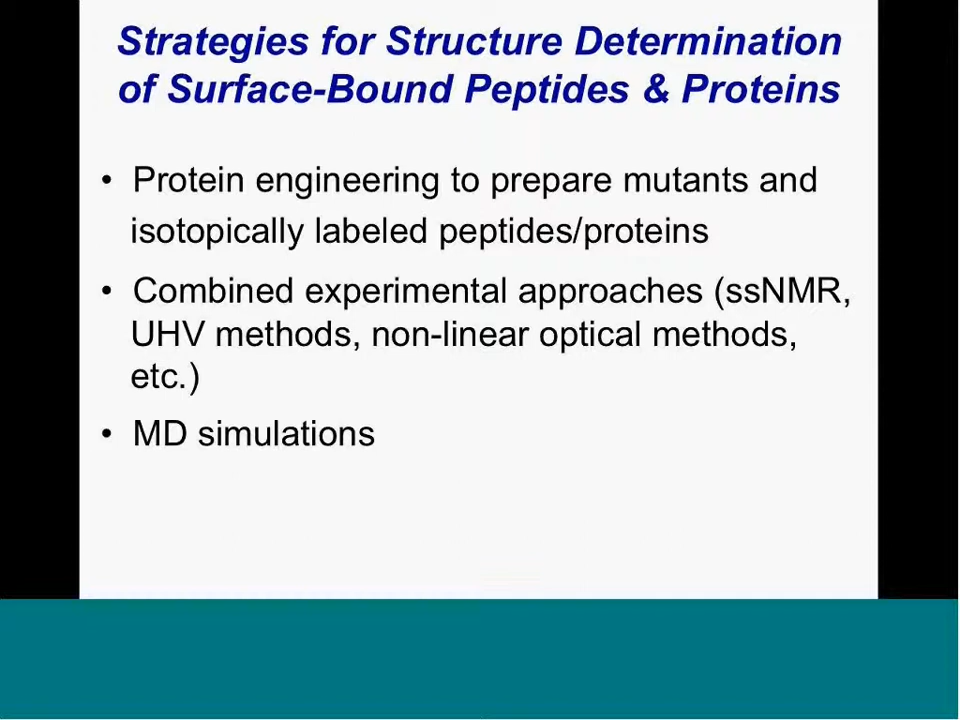 Strategies for Structure Determination
of Surface-Bound Peptides & Proteins
• Protein engineering to prepare mutants and
isotopically labeled peptides/proteins
• Combined experimental approaches (ssNMR,
UHV methods, non-linear optical methods,
etc.)
• MD simulations